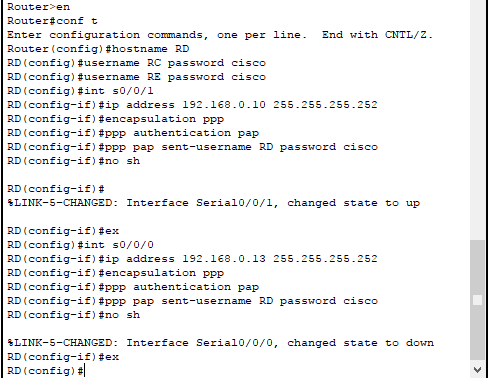 Router>en
Router#conf t
Enter configuration commands, one per line.  End with CNTL/Z.
Router(config)#hostname RD
RD(config)#username RC password cisco
RD(config)#username RE password cisco
RD(config)#int s0/0/1
RD(config-if)#ip address 192.168.0.10 255.255.255.252
RD(config-if)#encapsulation ppp
RD(config-if)#ppp authentication pap
RD(config-if)#ppp pap sent-username RD password cisco
RD(config-if)#no sh
RD(config-if)#
%LINK-5-CHANGED: Interface Serial0/0/1, changed state to up
RD(config-if)#ex
RD(config)#int s0/0/0
RD(config-if)#ip address 192.168.0.13 255.255.255.252
RD(config-if)#encapsulation ppp
RD(config-if)#ppp authentication pap
RD(config-if)#ppp pap sent-username RD password cisco
RD(config-if)#no sh
%LINK-5-CHANGED: Interface Serial0/0/0, changed state to down
RD(config-if)#ex
RD(config)#